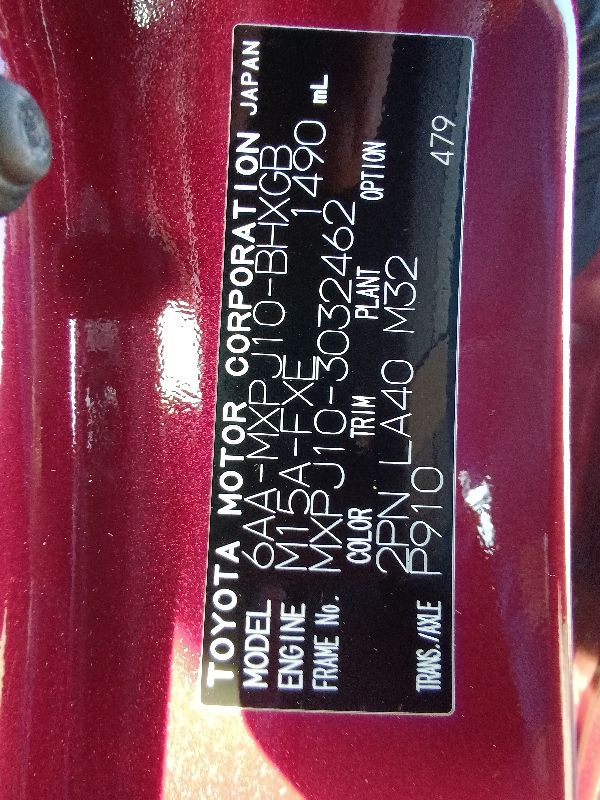 TOYOTA MOTOR CORPORATION JAPAN
MODEL 6AA-MXPJ10-BHXGB
ENGINE M15A-FXE 1490 mL
FRAME No. MXPJ10-3032462
COLOR TRIM PLANT OPTION
2PN LA40 M32
TRANS./AXLE P910 479